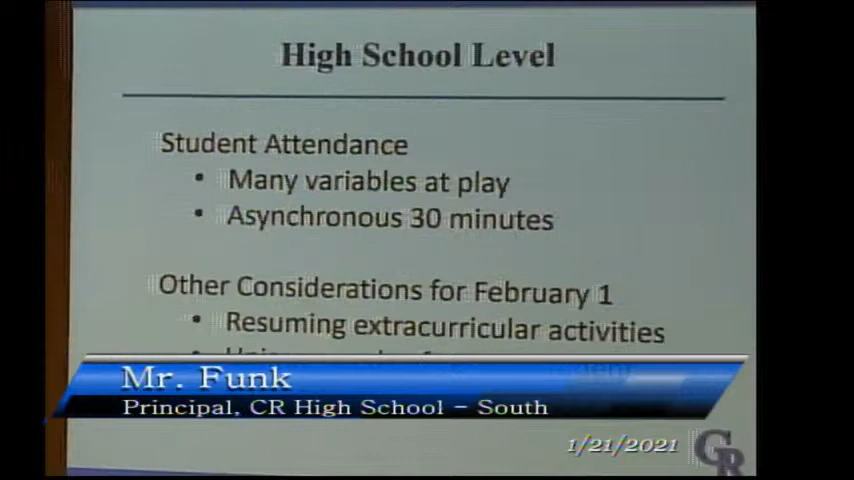 High School Level
Student Attendance
• Many variables at play
• Asynchronous 30 minutes
Other Considerations for February 1
• Resuming extracurricular activities
Mr. Funk
Principal, CR High School - South
1/21/2021
CR